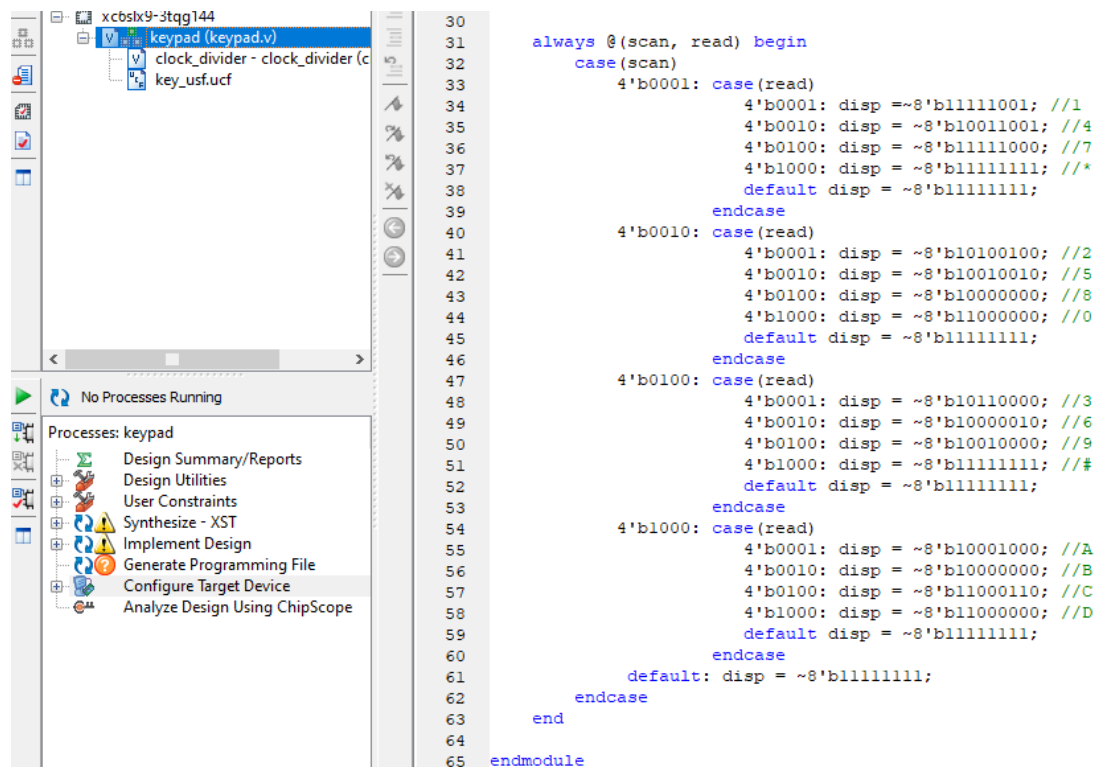 xc6slx9-3tqg144
keypad (keypad.v)
clock_divider - clock_divider (c
key_usf.ucf
No Processes Running
Processes: keypad
Design Summary/Reports
Design Utilities
User Constraints
Synthesize - XST
Implement Design
Generate Programming File
Configure Target Device
Analyze Design Using ChipScope
30
31 always @(scan, read) begin
32 case(scan)
33 4'b0001: case(read)
34 4'b0001: disp =~8'b11111001; //1
35 4'b0010: disp = ~8'b10011001; //4
36 4'b0100: disp = ~8'b11111000; //7
37 4'b1000: disp = ~8'b11111111; //*
38 default disp = ~8'b11111111;
39 endcase
40 4'b0010: case(read)
41 4'b0001: disp = ~8'b10100100; //2
42 4'b0010: disp = ~8'b10010010; //5
43 4'b0100: disp = ~8'b10000000; //8
44 4'b1000: disp = ~8'b11000000; //0
45 default disp = ~8'b11111111;
46 endcase
47 4'b0100: case(read)
48 4'b0001: disp = ~8'b10110000; //3
49 4'b0010: disp = ~8'b10000010; //6
50 4'b0100: disp = ~8'b10010000; //9
51 4'b1000: disp = ~8'b11111111; //#
52 default disp = ~8'b11111111;
53 endcase
54 4'b1000: case(read)
55 4'b0001: disp = ~8'b10001000; //A
56 4'b0010: disp = ~8'b10000000; //B
57 4'b0100: disp = ~8'b11000110; //C
58 4'b1000: disp = ~8'b11000000; //D
59 default disp = ~8'b11111111;
60 endcase
61 default: disp = ~8'b11111111;
62 endcase
63 end
64
65 endmodule